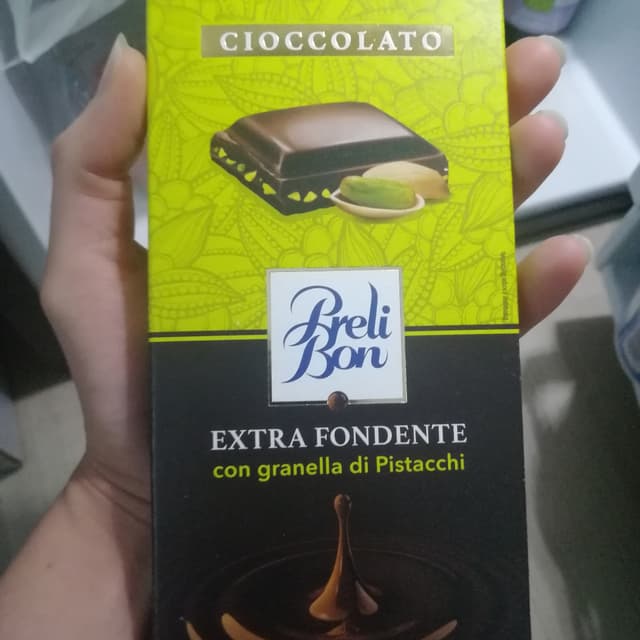 CIOCCOLATO
Preli
Bon
EXTRA FONDENTE
con granella di Pistacchi